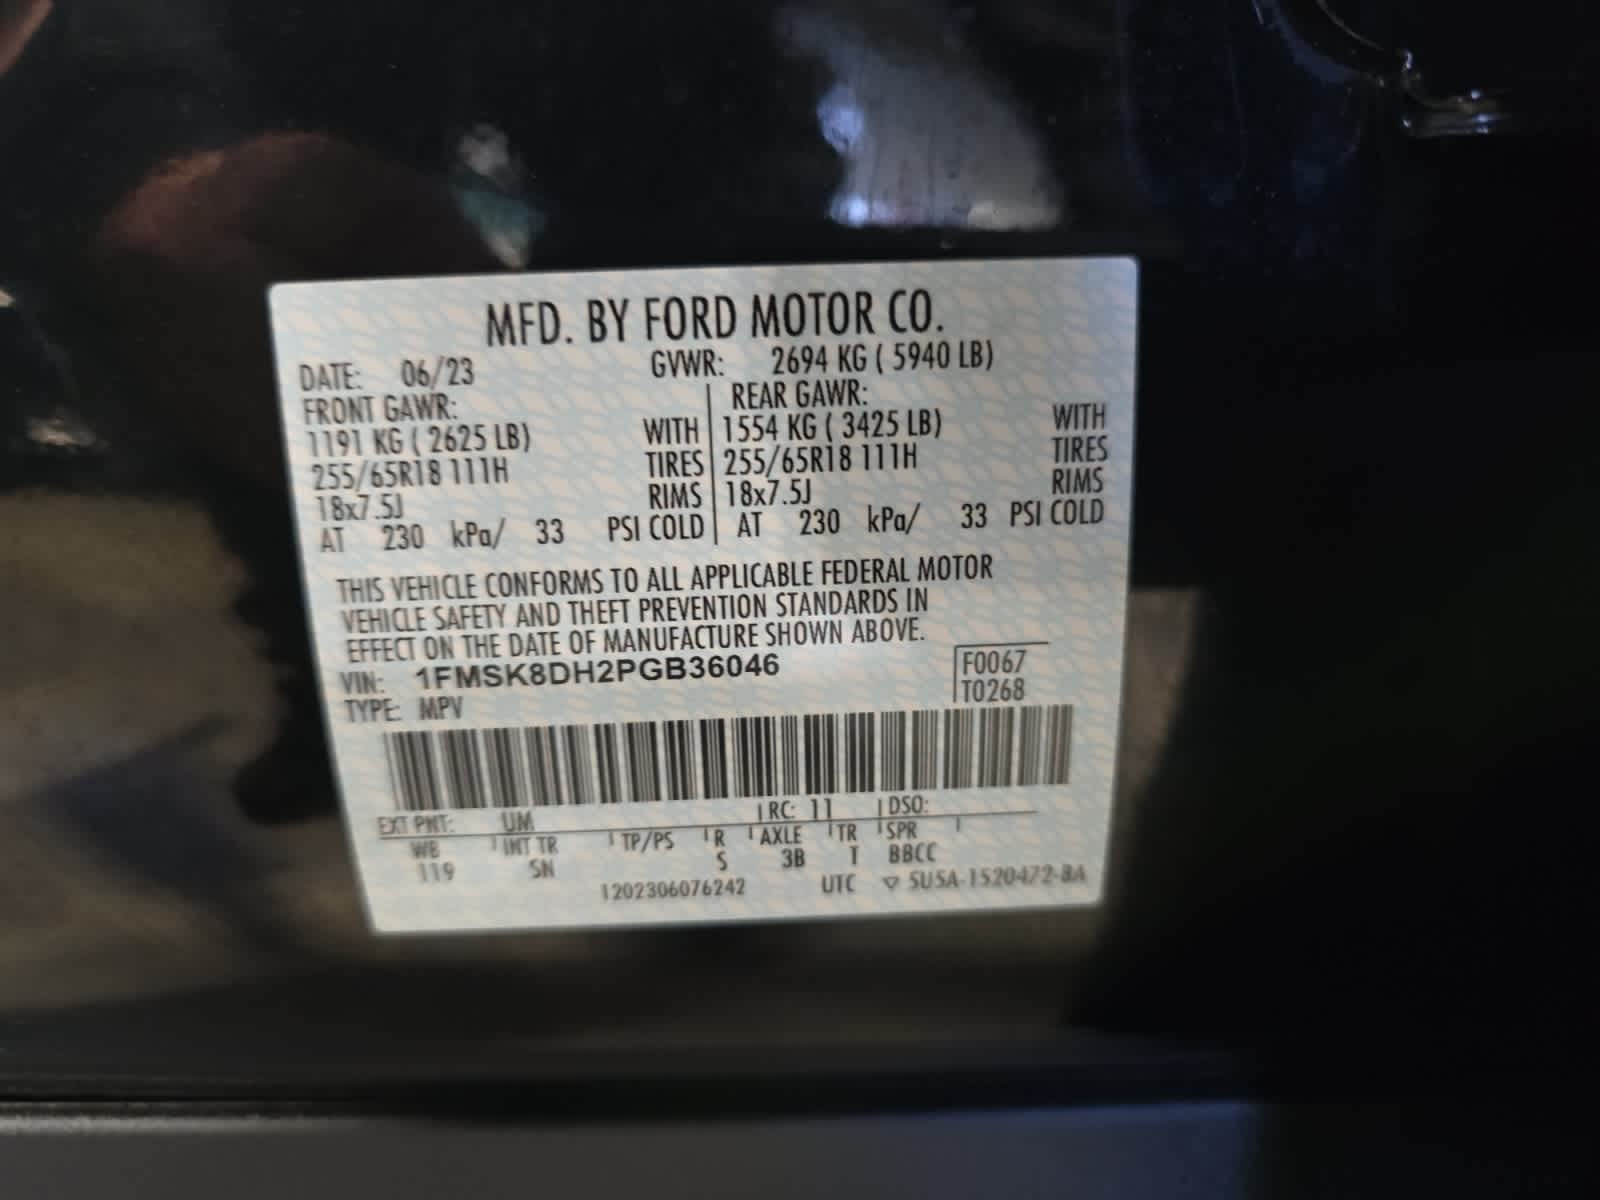 MFD. BY FORD MOTOR CO.
DATE: 06/23 GVWR: 2694 KG ( 5940 LB)
FRONT GAWR: REAR GAWR:
1191 KG ( 2625 LB) WITH 1554 KG ( 3425 LB) WITH
255/65R18 111H TIRES 255/65R18 111H TIRES
18x7.5J RIMS 18x7.5J RIMS
AT 230 kPa/ 33 PSI COLD AT 230 kPa/ 33 PSI COLD
THIS VEHICLE CONFORMS TO ALL APPLICABLE FEDERAL MOTOR
VEHICLE SAFETY AND THEFT PREVENTION STANDARDS IN
EFFECT ON THE DATE OF MANUFACTURE SHOWN ABOVE.
VIN: 1FMSK8DH2PGB36046 F0067
TYPE: MPV T0268
EXT PNT: UM RC: 11 DSO:
WB INT TR TP/PS R AXLE TR SPR
119 SN S 3B T BBCC
1202306076242 UTC ▽ 5U5A-1520472-BA